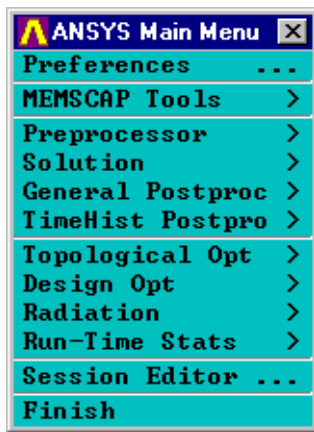 ANSYS Main Menu
Preferences ...
MEMSCAP Tools >
Preprocessor >
Solution >
General Postproc >
TimeHist Postpro >
Topological Opt >
Design Opt >
Radiation >
Run-Time Stats >
Session Editor ...
Finish